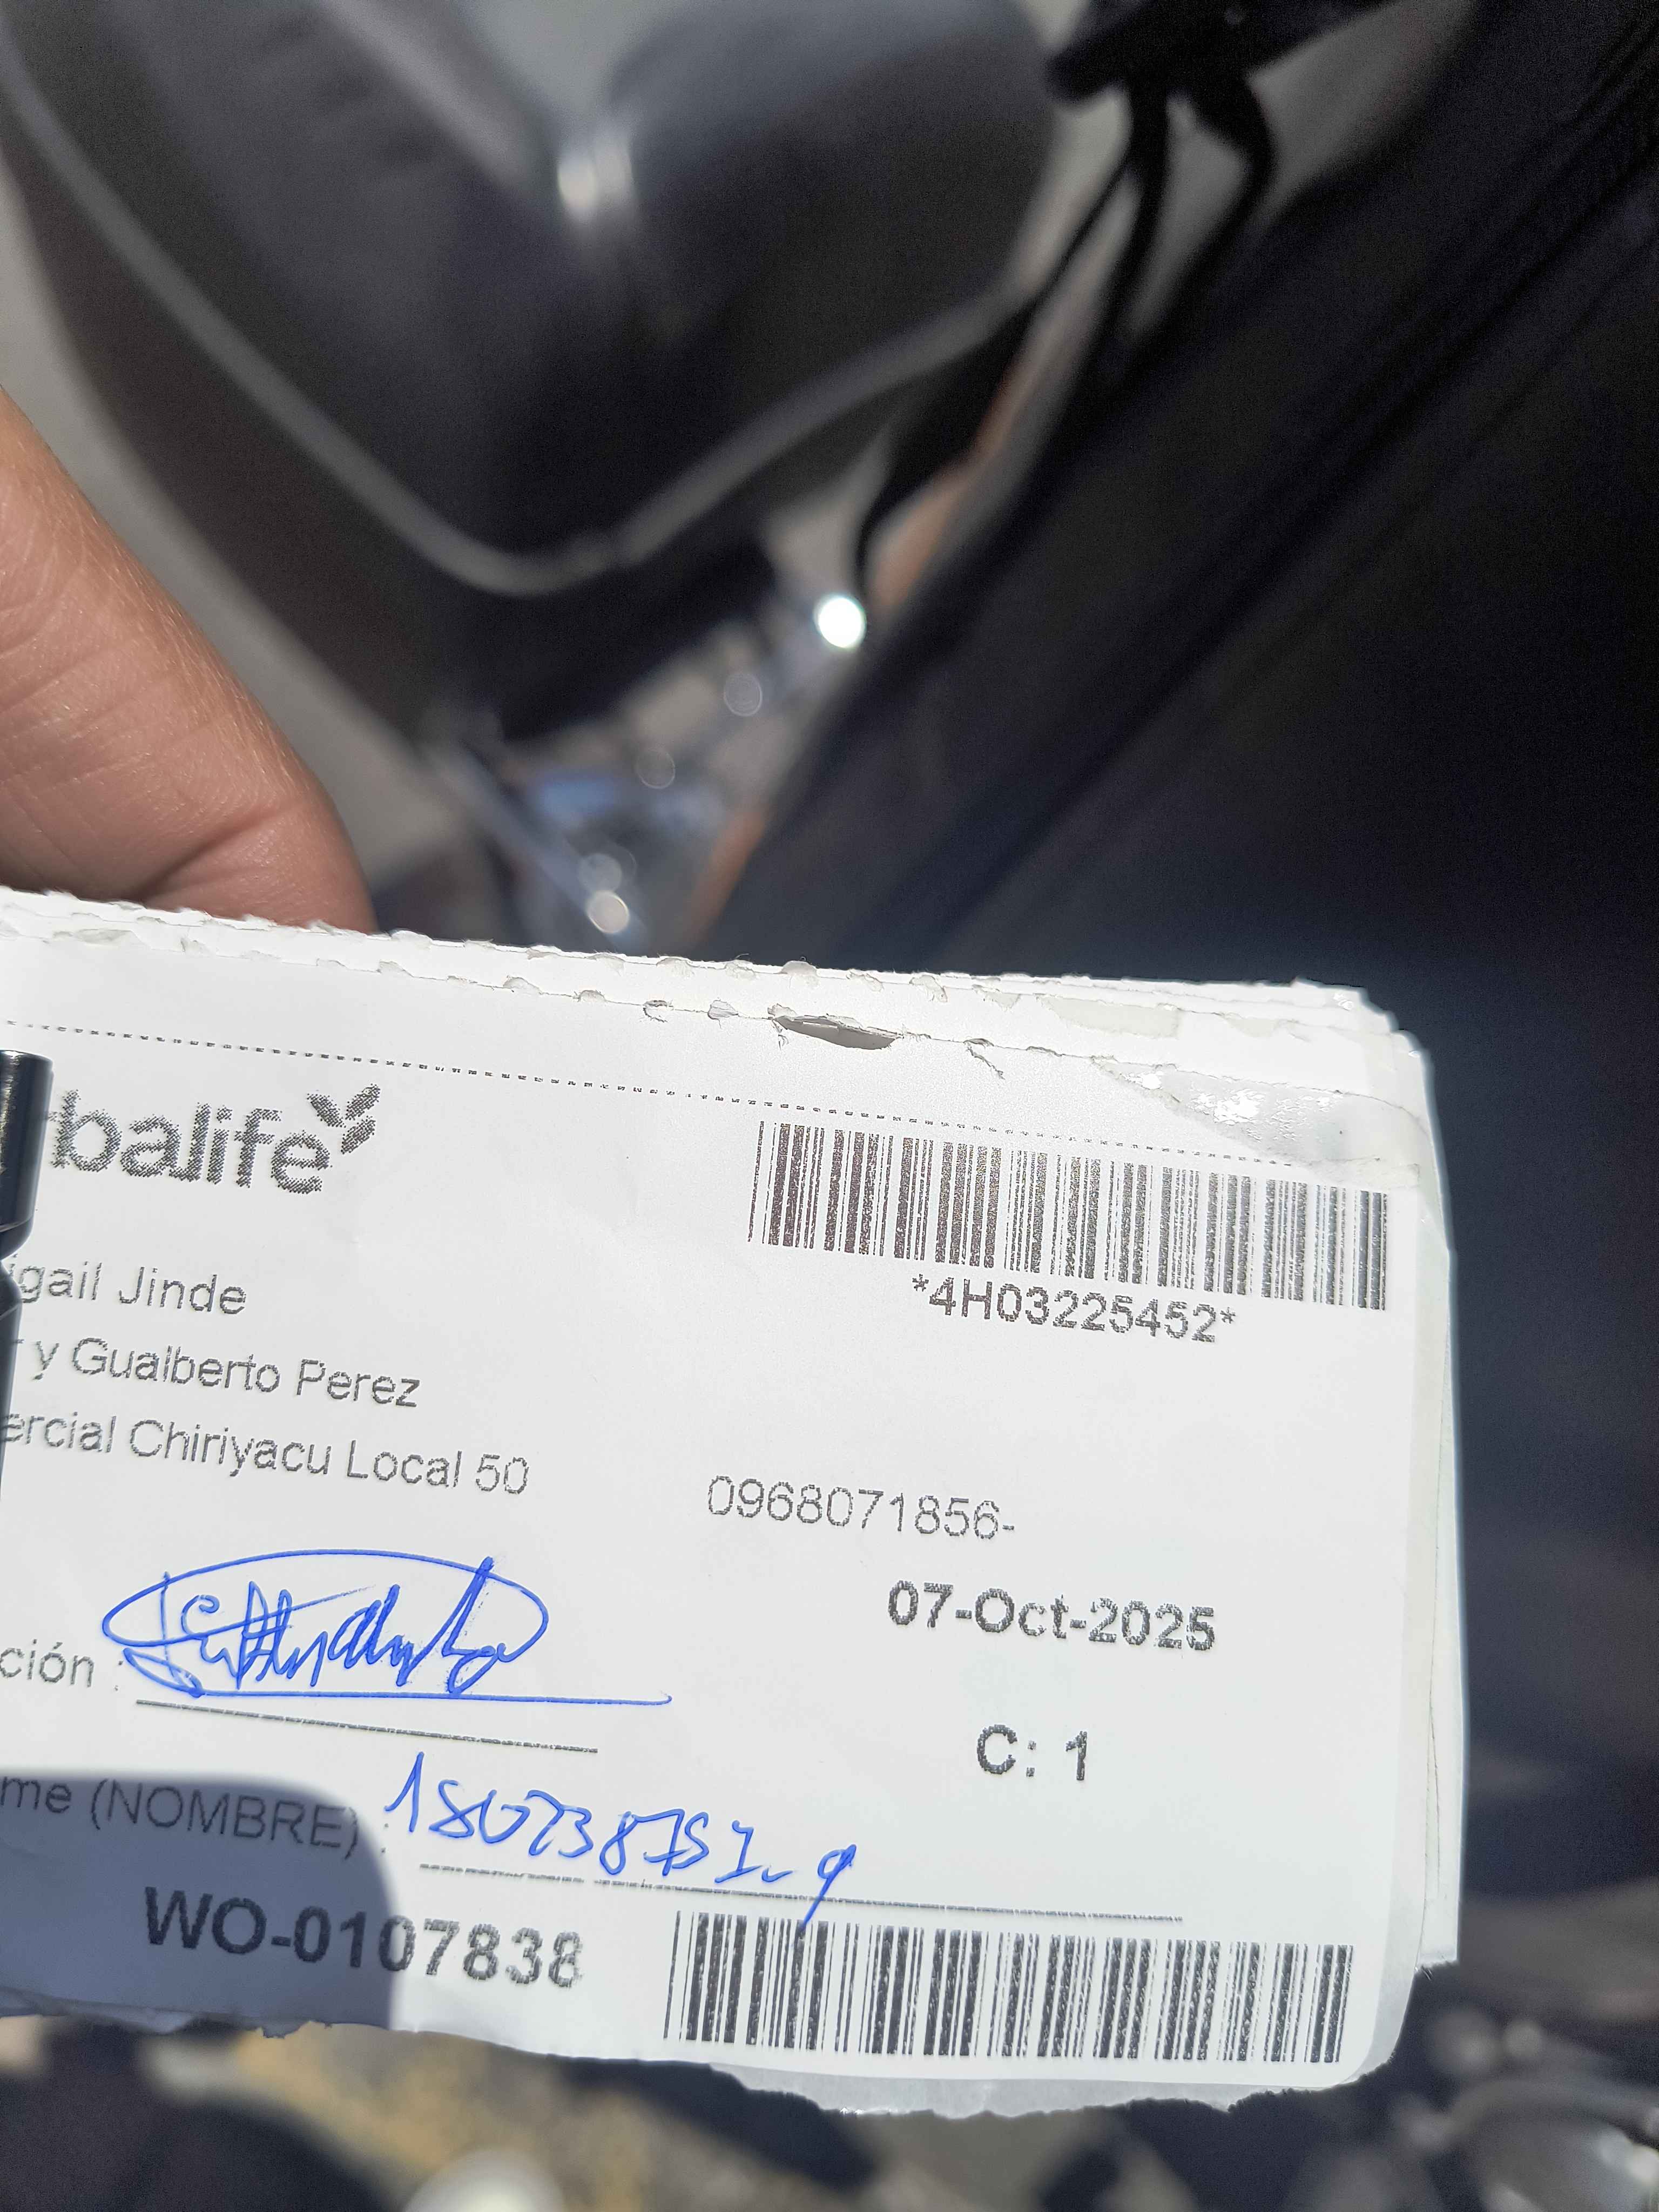 rbalife
*4H03225452*
igail Jinde
r y Gualberto Perez
ercial Chiriyacu Local 50
0968071856-
07-Oct-2025
ción :
C: 1
me (NOMBRE) :
WO-0107838